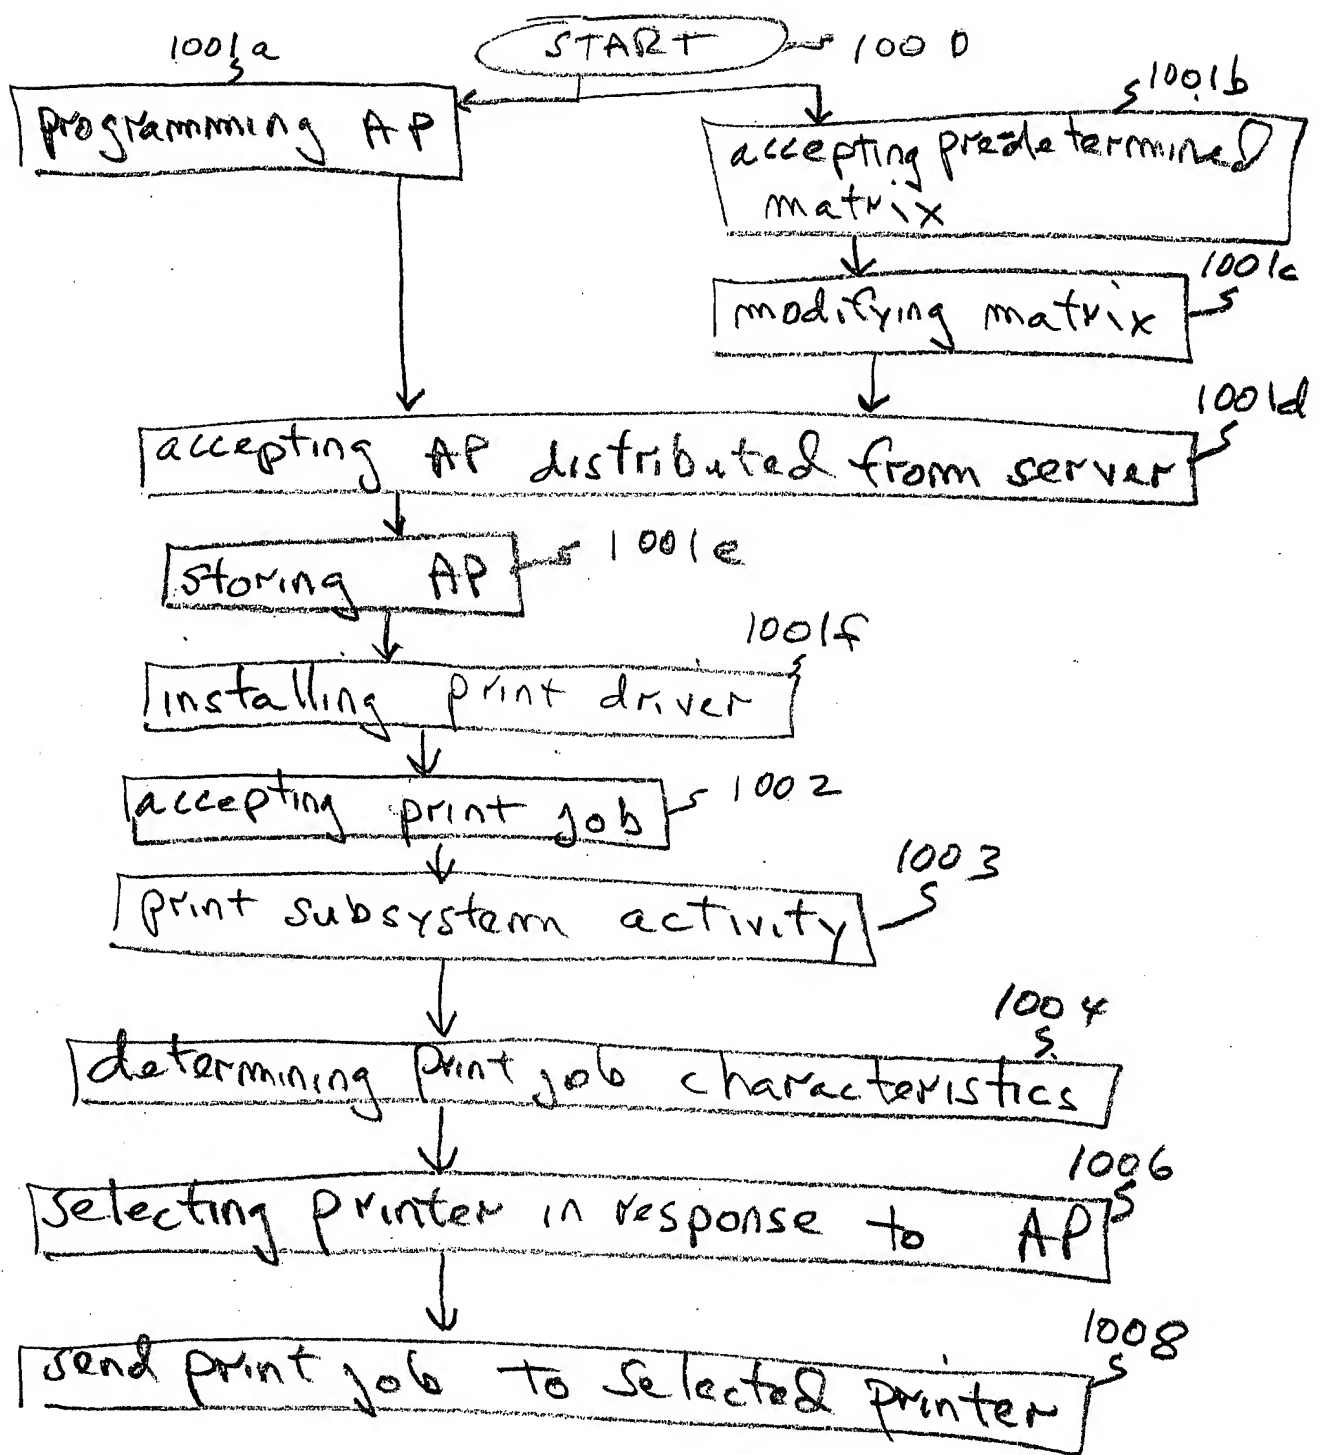 1001a
START
1000
programming AP
1001b
accepting predetermined
matrix
1001c
modifying matrix
1001d
accepting AP distributed from server
storing AP
1001e
1001f
installing print driver
accepting print job
1002
1003
print subsystem activity
1004
determining print job characteristics
1006
selecting printer in response to AP
1008
send print job to selected printer